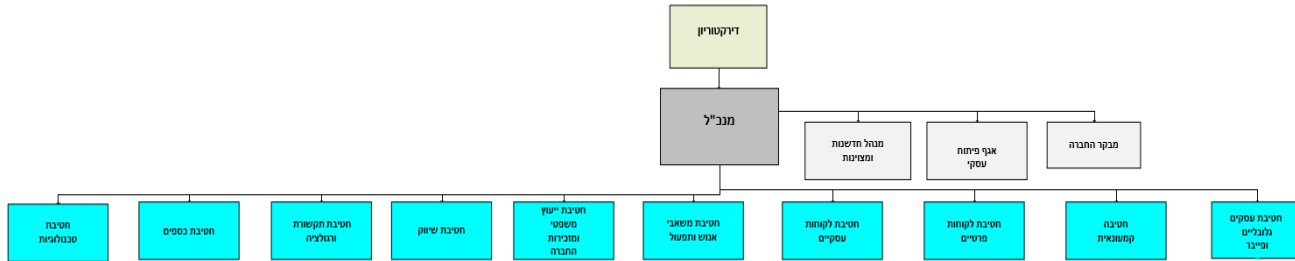 דירקטוריון
מנכ"ל
מבקר החברה
אגף פיתוח
עסקי
מנהל חדשנות
ומצוינות
חטיבת עסקים
גלובליים
ופייבר
חטיבה
קמעונאית
חטיבת לקוחות
פרטיים
חטיבת לקוחות
עסקיים
חטיבת משאבי
אנוש ותפעול
חטיבת ייעוץ
משפטי
ומזכירות
החברה
חטיבת שיווק
חטיבת תקשורת
ורגולציה
חטיבת כספים
חטיבת
טכנולוגיות